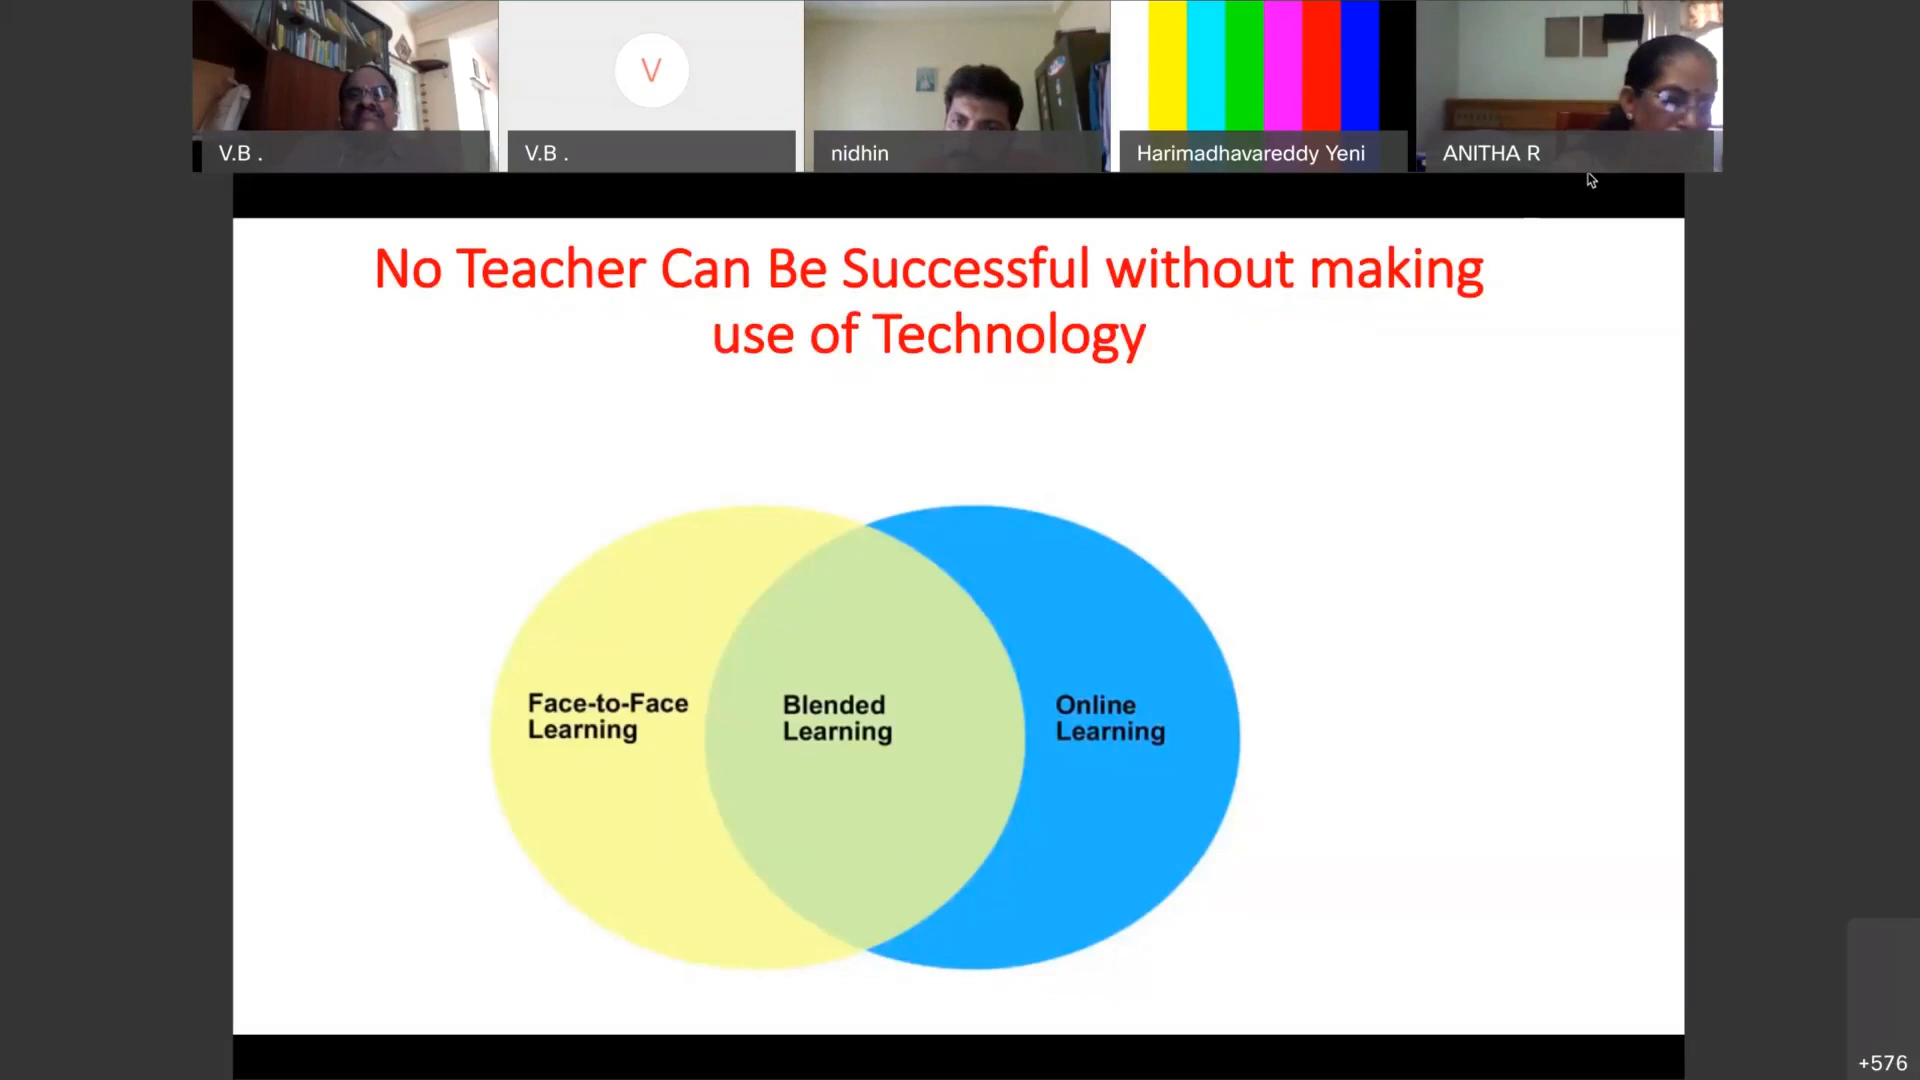 V
V.B .
V.B .
nidhin
Harimadhavareddy Yeni
ANITHA R
No Teacher Can Be Successful without making
use of Technology
Face-to-Face
Learning
Blended
Learning
Online
Learning
+576